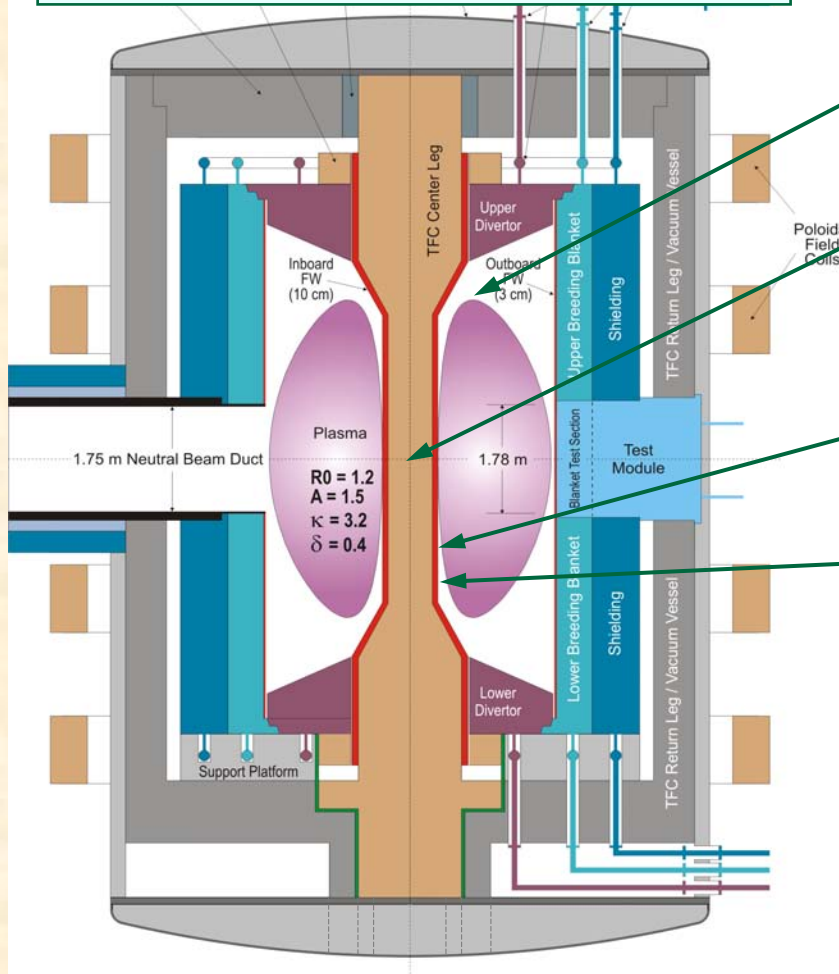 TFC Center Leg
Upper
Divertor
Inboard
FW
(10 cm)
Outboard
FW
(3 cm)
Upper Breeding Blanket
Shielding
TFC Return Leg / Vacuum Vessel
Field
Coils
Plasma
R0 = 1.2
A = 1.5
κ = 3.2
δ = 0.4
1.75 m Neutral Beam Duct
1.78 m
Blanket Test Section
Test
Module
Lower Breeding Blanket
Shielding
TFC Return Leg / Vacuum Vessel
Lower
Divertor
Support Platform